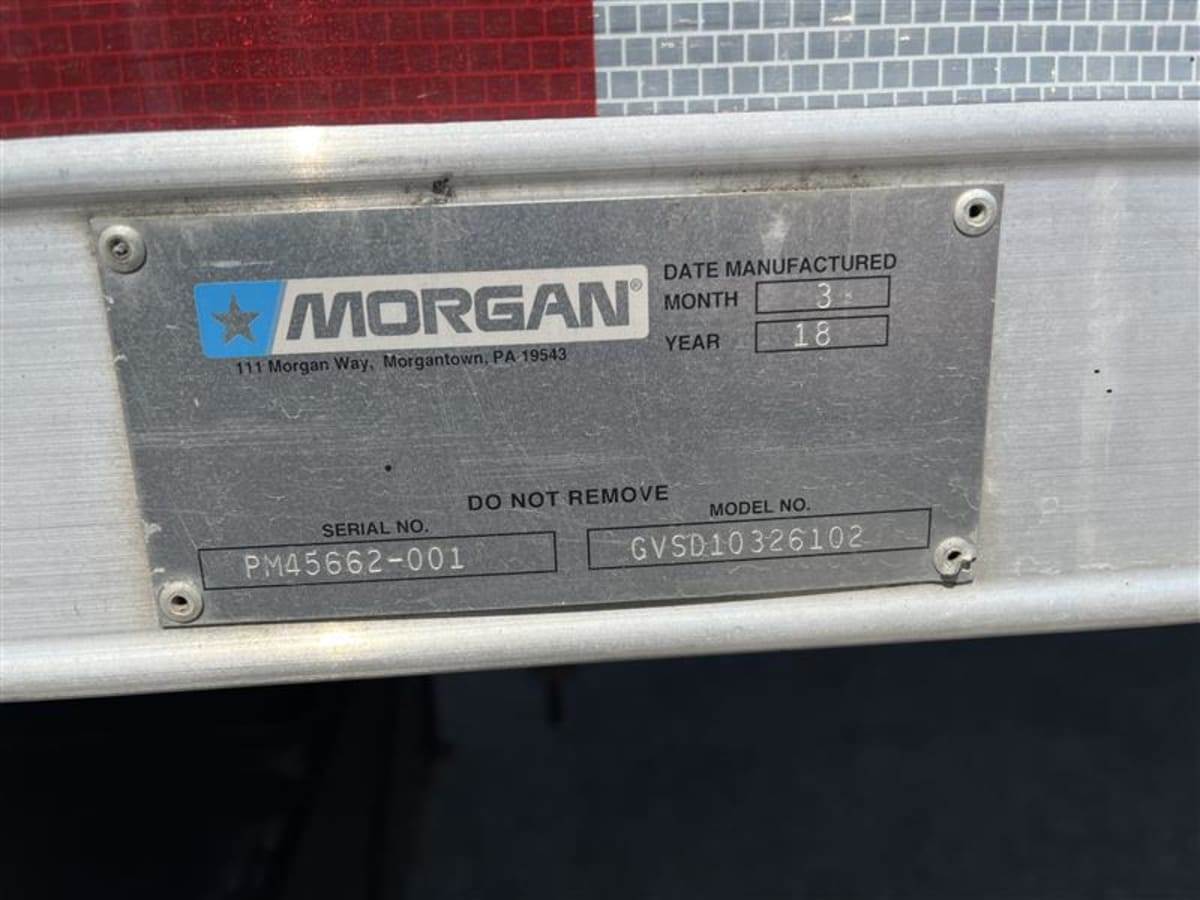 MORGAN®
111 Morgan Way, Morgantown, PA 19543
DATE MANUFACTURED
MONTH 3
YEAR 18
DO NOT REMOVE
SERIAL NO.
PM45662-001
MODEL NO.
GVSD10326102